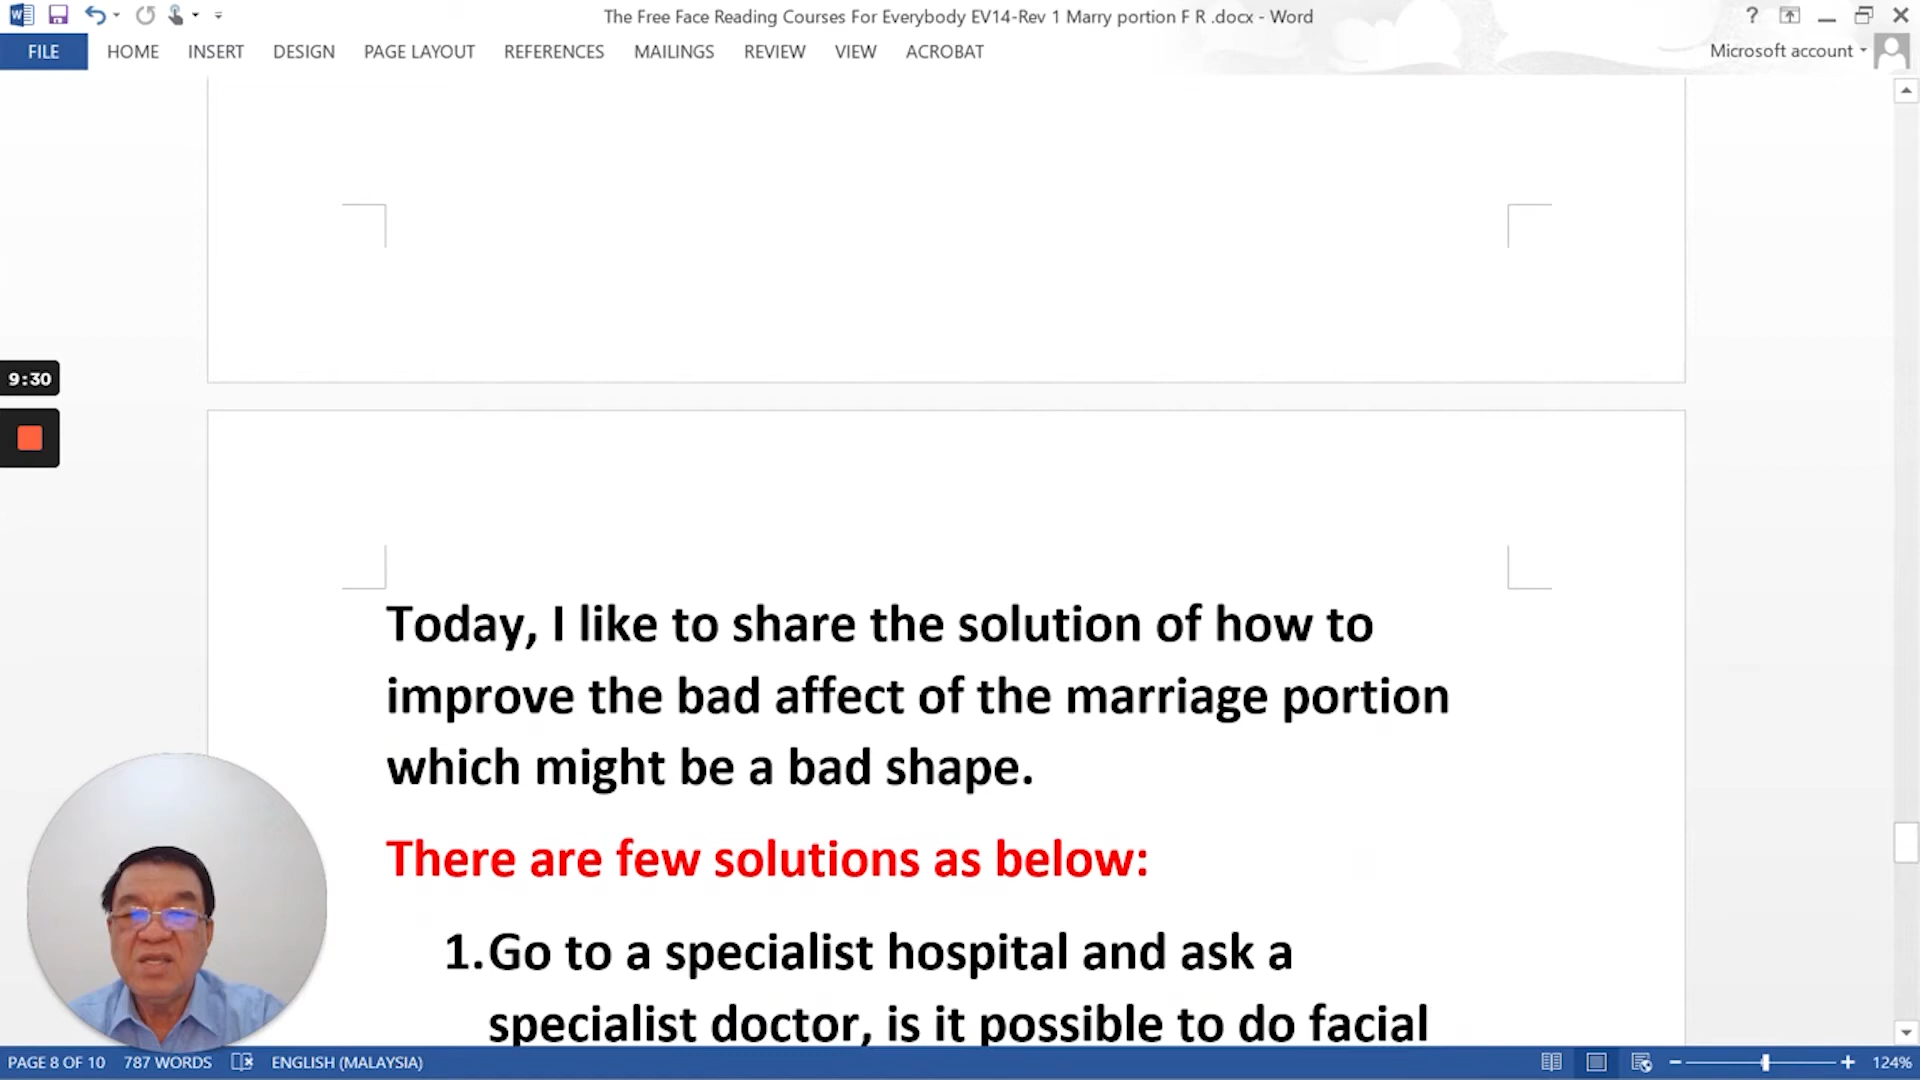 The Free Face Reading Courses For Everybody EV14-Rev 1 Marry portion F R .docx - Word
FILE HOME INSERT DESIGN PAGE LAYOUT REFERENCES MAILINGS REVIEW VIEW ACROBAT
Microsoft account
9:30
Today, I like to share the solution of how to
improve the bad affect of the marriage portion
which might be a bad shape.
There are few solutions as below:
1.Go to a specialist hospital and ask a
specialist doctor, is it possible to do facial
PAGE 8 OF 10 787 WORDS ENGLISH (MALAYSIA)
124%